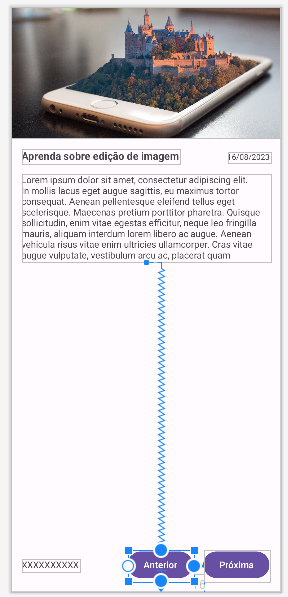 Aprenda sobre edição de imagem
16/08/2023
Lorem ipsum dolor sit amet, consectetur adipiscing elit.
In mollis lacus eget augue sagittis, eu maximus tortor
consequat. Aenean pellentesque eleifend tellus eget
scelerisque. Maecenas pretium porttitor pharetra. Quisque
sollicitudin, enim vitae egestas efficitur, neque leo fringilla
mauris, aliquam interdum lorem libero ac augue. Aenean
vehicula risus vitae enim ultricies ullamcorper. Cras vitae
augue vulputate, vestibulum arcu ac, placerat quam
XXXXXXXXXX
Anterior
Próxima